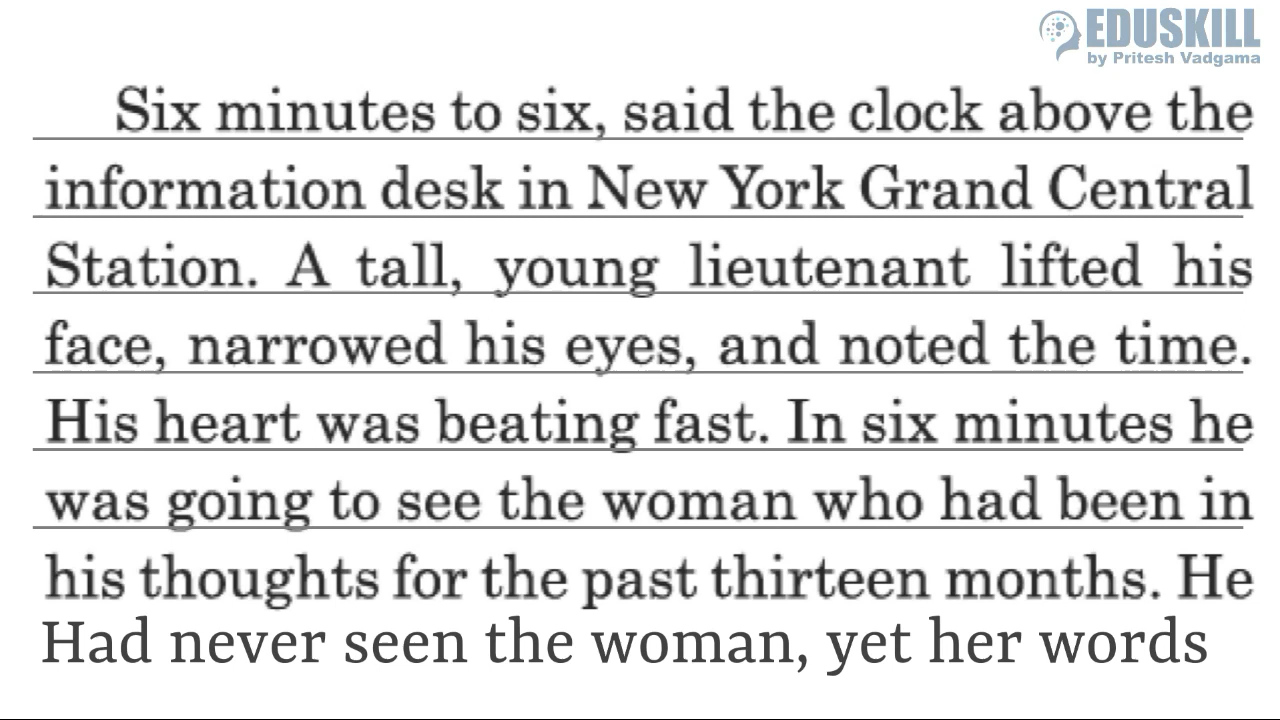 EDUSKILL
by Pritesh Vadgama
Six minutes to six, said the clock above the
information desk in New York Grand Central
Station. A tall, young lieutenant lifted his
face, narrowed his eyes, and noted the time.
His heart was beating fast. In six minutes he
was going to see the woman who had been in
his thoughts for the past thirteen months. He
Had never seen the woman, yet her words